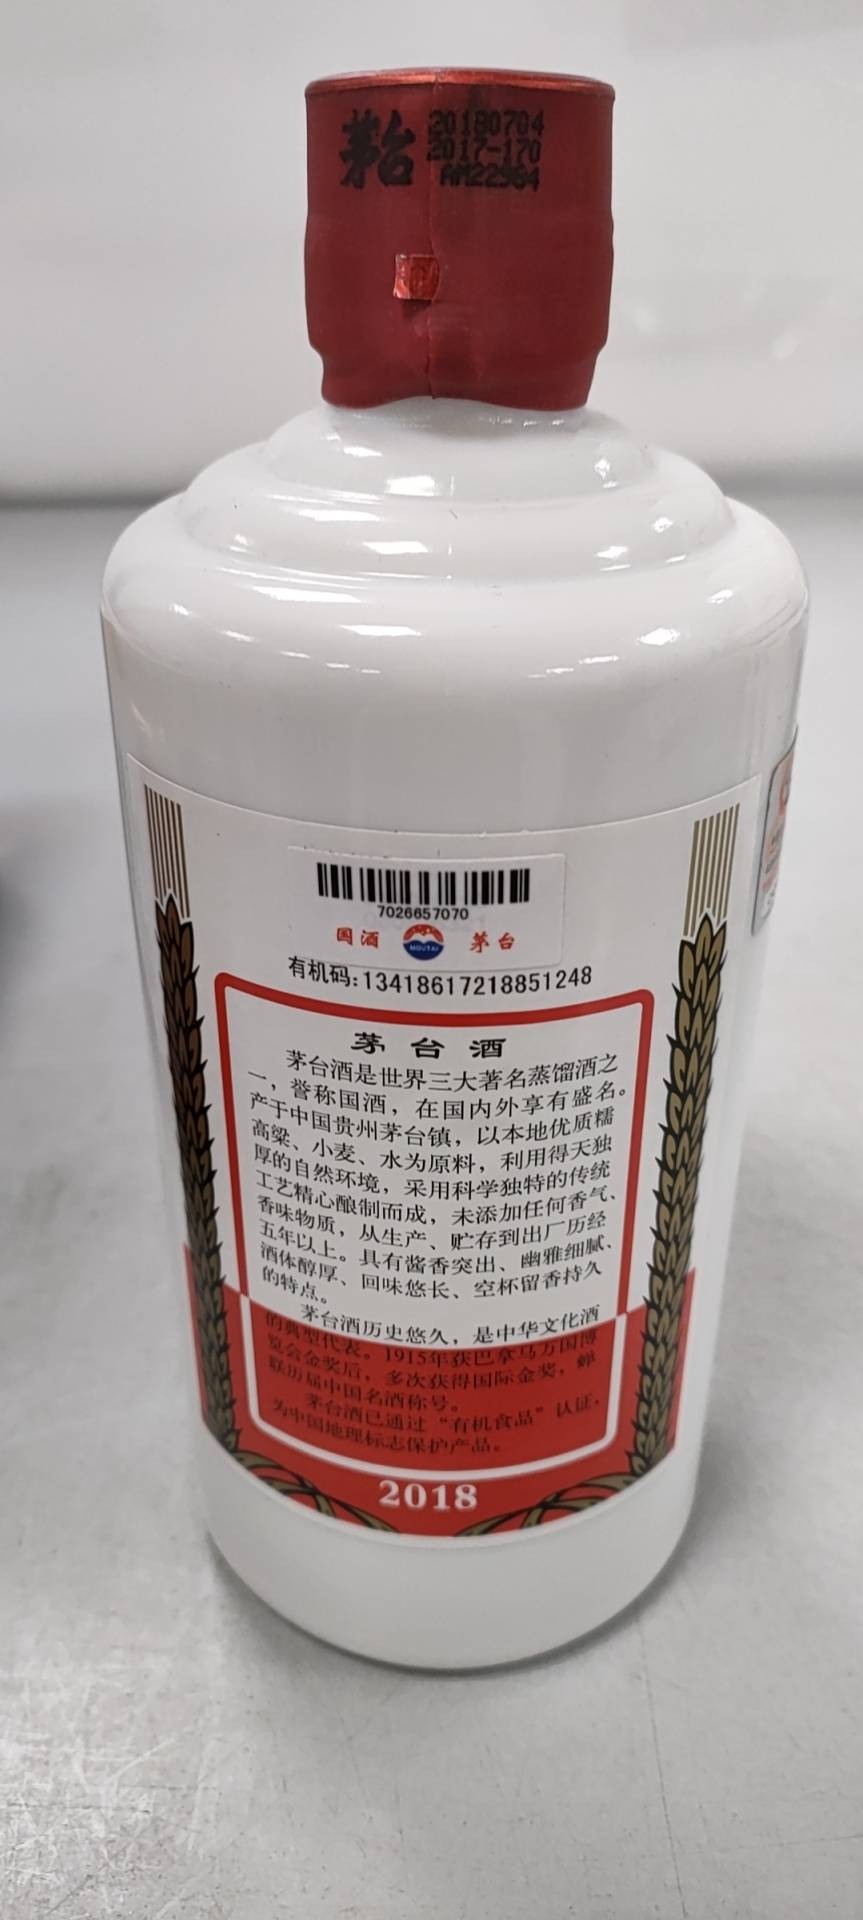 茅台
20180704
2017-170
AM22984
7026657070
国酒
MOUTAI
茅台
有机码:13418617218851248
茅台酒
茅台酒是世界三大著名蒸馏酒之
一，誉称国酒，在国内外享有盛名。
产于中国贵州茅台镇，以本地优质糯
高粱、小麦、水为原料，利用得天独
厚的自然环境，采用科学独特的传统
工艺精心酿制而成，未添加任何香气、
香味物质，从生产、贮存到出厂历经
五年以上。具有酱香突出、幽雅细腻、
酒体醇厚、回味悠长、空杯留香持久
的特点。
茅台酒历史悠久，是中华文化酒
的典型代表。1915年获巴拿马万国博
览会金奖后，多次获得国际金奖，蝉
联历届中国名酒称号。
茅台酒已通过“有机食品”认证，
为中国地理标志保护产品。
2018